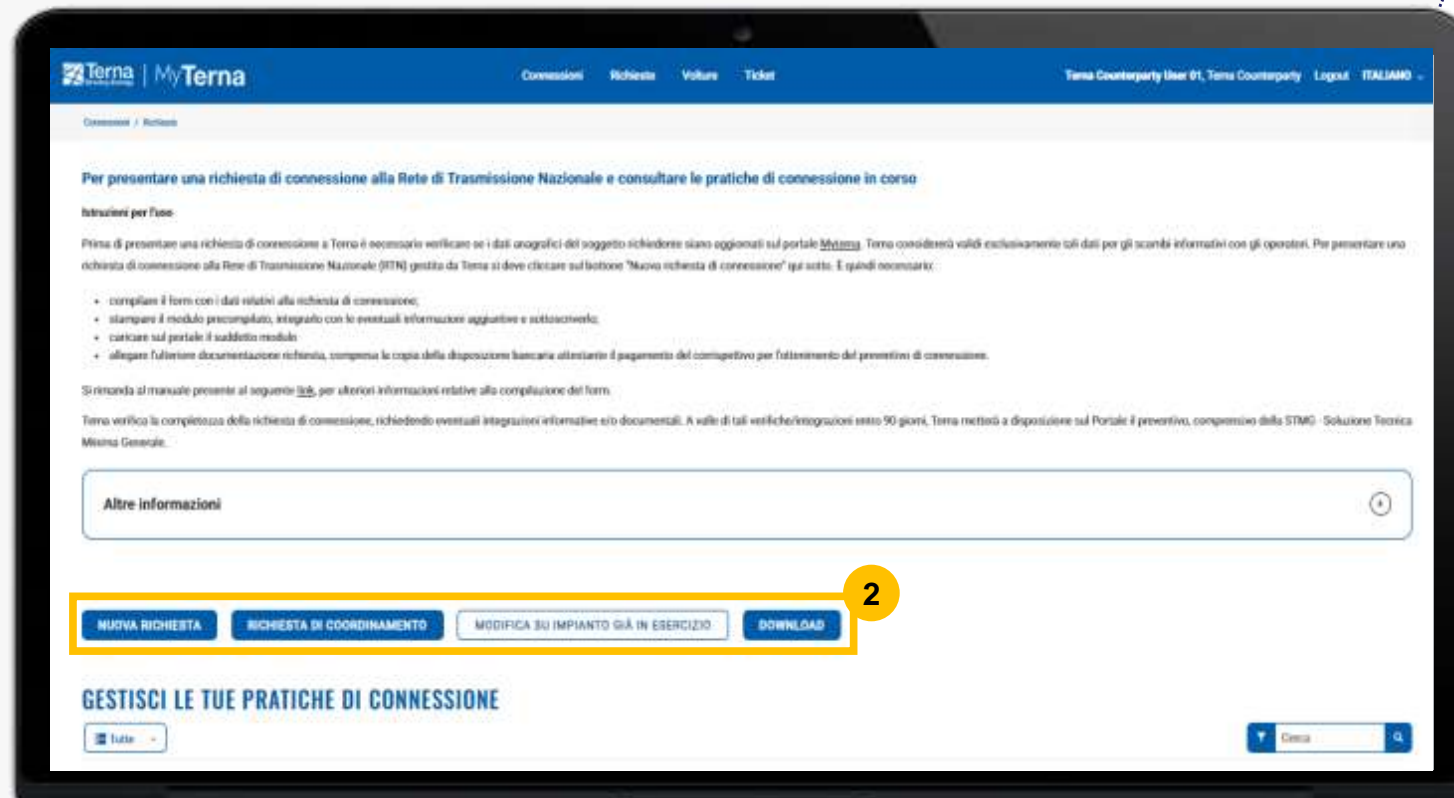 Terna | MyTerna
Connessioni Richieste Volture Ticket
Terna Counterparty User 01, Terna Counterparty Logout ITALIANO
Connessioni / Richieste
Per presentare una richiesta di connessione alla Rete di Trasmissione Nazionale e consultare le pratiche di connessione in corso
Istruzioni per l'uso
Prima di presentare una richiesta di connessione a Terna è necessario verificare se i dati anagrafici del soggetto richiedente siano aggiornati sul portale Myterna. Terna considererà validi esclusivamente tali dati per gli scambi informativi con gli operatori. Per presentare una
richiesta di connessione alla Rete di Trasmissione Nazionale (RTN) gestita da Terna si deve cliccare sul bottone "Nuova richiesta di connessione" qui sotto. È quindi necessario:
• compilare il form con i dati relativi alla richiesta di connessione;
• stampare il modulo precompilato, integrarlo con le eventuali informazioni aggiuntive e sottoscriverlo;
• caricare sul portale il suddetto modulo
• allegare l'ulteriore documentazione richiesta, compresa la copia della disposizione bancaria attestante il pagamento del corrispettivo per l'ottenimento del preventivo di connessione.
Si rimanda al manuale presente al seguente link, per ulteriori informazioni relative alla compilazione del form.
Terna verifica la completezza della richiesta di connessione, richiedendo eventuali integrazioni informative e/o documentali. A valle di tali verifiche/integrazioni entro 90 giorni, Terna metterà a disposizione sul Portale il preventivo, comprensivo della STMG - Soluzione Tecnica
Minima Generale.
Altre informazioni
2
NUOVA RICHIESTA RICHIESTA DI COORDINAMENTO MODIFICA SU IMPIANTO GIÀ IN ESERCIZIO DOWNLOAD
GESTISCI LE TUE PRATICHE DI CONNESSIONE
Tutte
Cerca